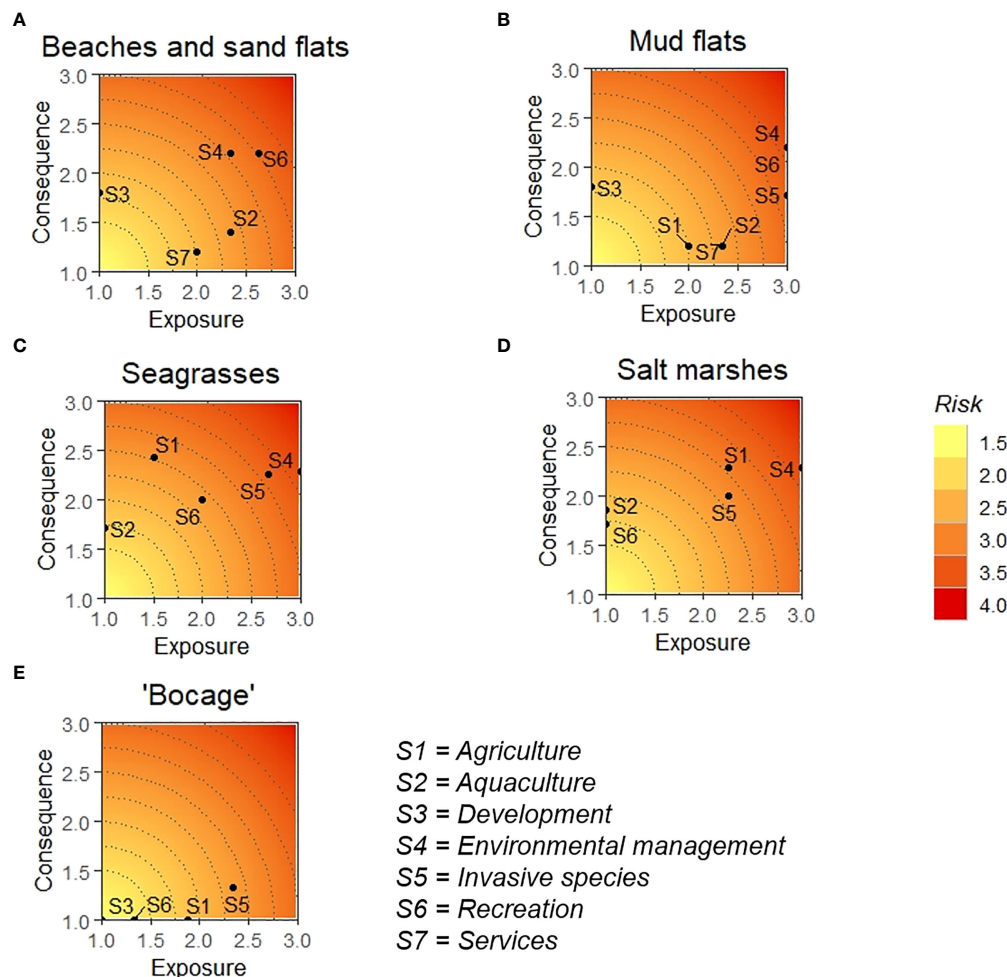 A
Beaches and sand flats
3.0
2.5
2.0
1.5
1.0
Consequence
S4
S6
S3
S2
S7
1.0 1.5 2.0 2.5 3.0
Exposure
B
Mud flats
3.0
2.5
2.0
1.5
1.0
Consequence
S4
S6
S3
S5
S1
S2
S7
1.0 1.5 2.0 2.5 3.0
Exposure
C
Seagrasses
3.0
2.5
2.0
1.5
1.0
Consequence
S1
S4
S5
S6
S2
1.0 1.5 2.0 2.5 3.0
Exposure
D
Salt marshes
3.0
2.5
2.0
1.5
1.0
Consequence
S1
S4
S2
S5
S6
1.0 1.5 2.0 2.5 3.0
Exposure
Risk
1.5
2.0
2.5
3.0
3.5
4.0
E
'Bocage'
3.0
2.5
2.0
1.5
1.0
Consequence
S3 S6 S1 S5
1.0 1.5 2.0 2.5 3.0
Exposure
S1 = Agriculture
S2 = Aquaculture
S3 = Development
S4 = Environmental management
S5 = Invasive species
S6 = Recreation
S7 = Services